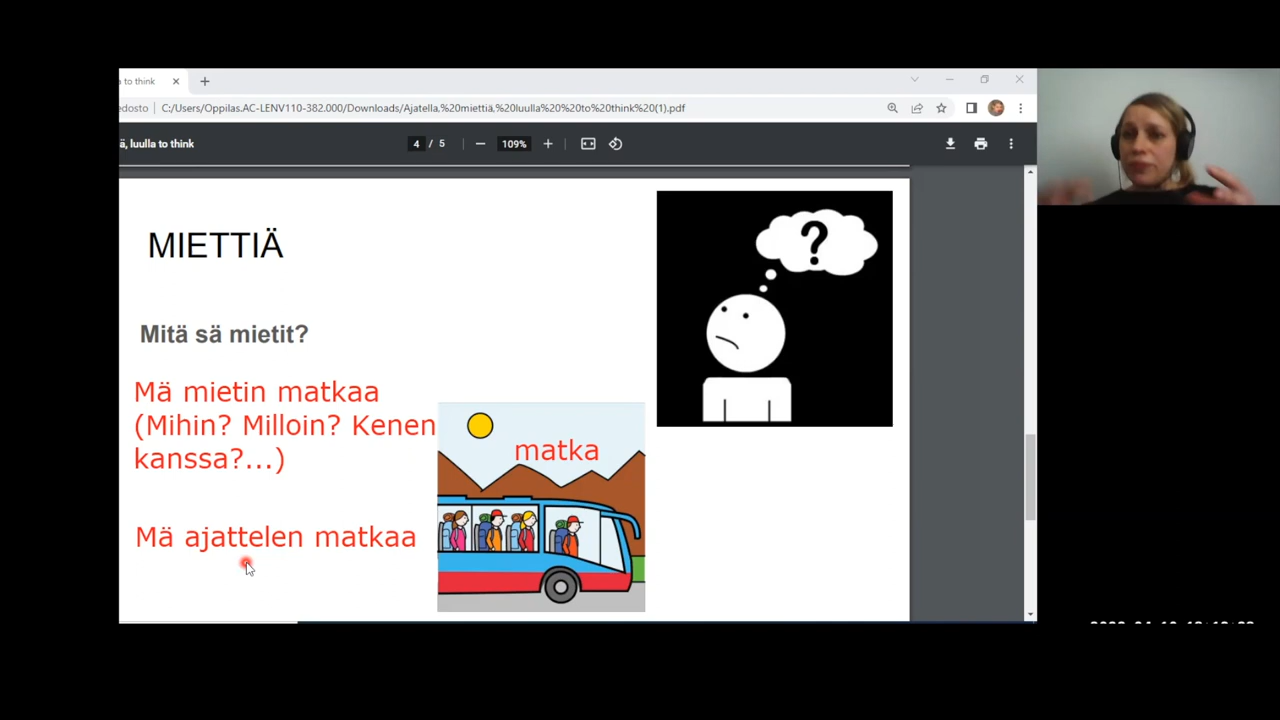 a to think
edosto
C:/Users/Oppilas.AC-LENV110-382.000/Downloads/Ajatella,%20miettiä,%20luulla%20%20to%20think%20(1).pdf
ä, luulla to think
4 / 5
109%
MIETTIÄ
?
Mitä sä mietit?
Mä mietin matkaa
(Mihin? Milloin? Kenen
kanssa?...)
matka
Mä ajattelen matkaa